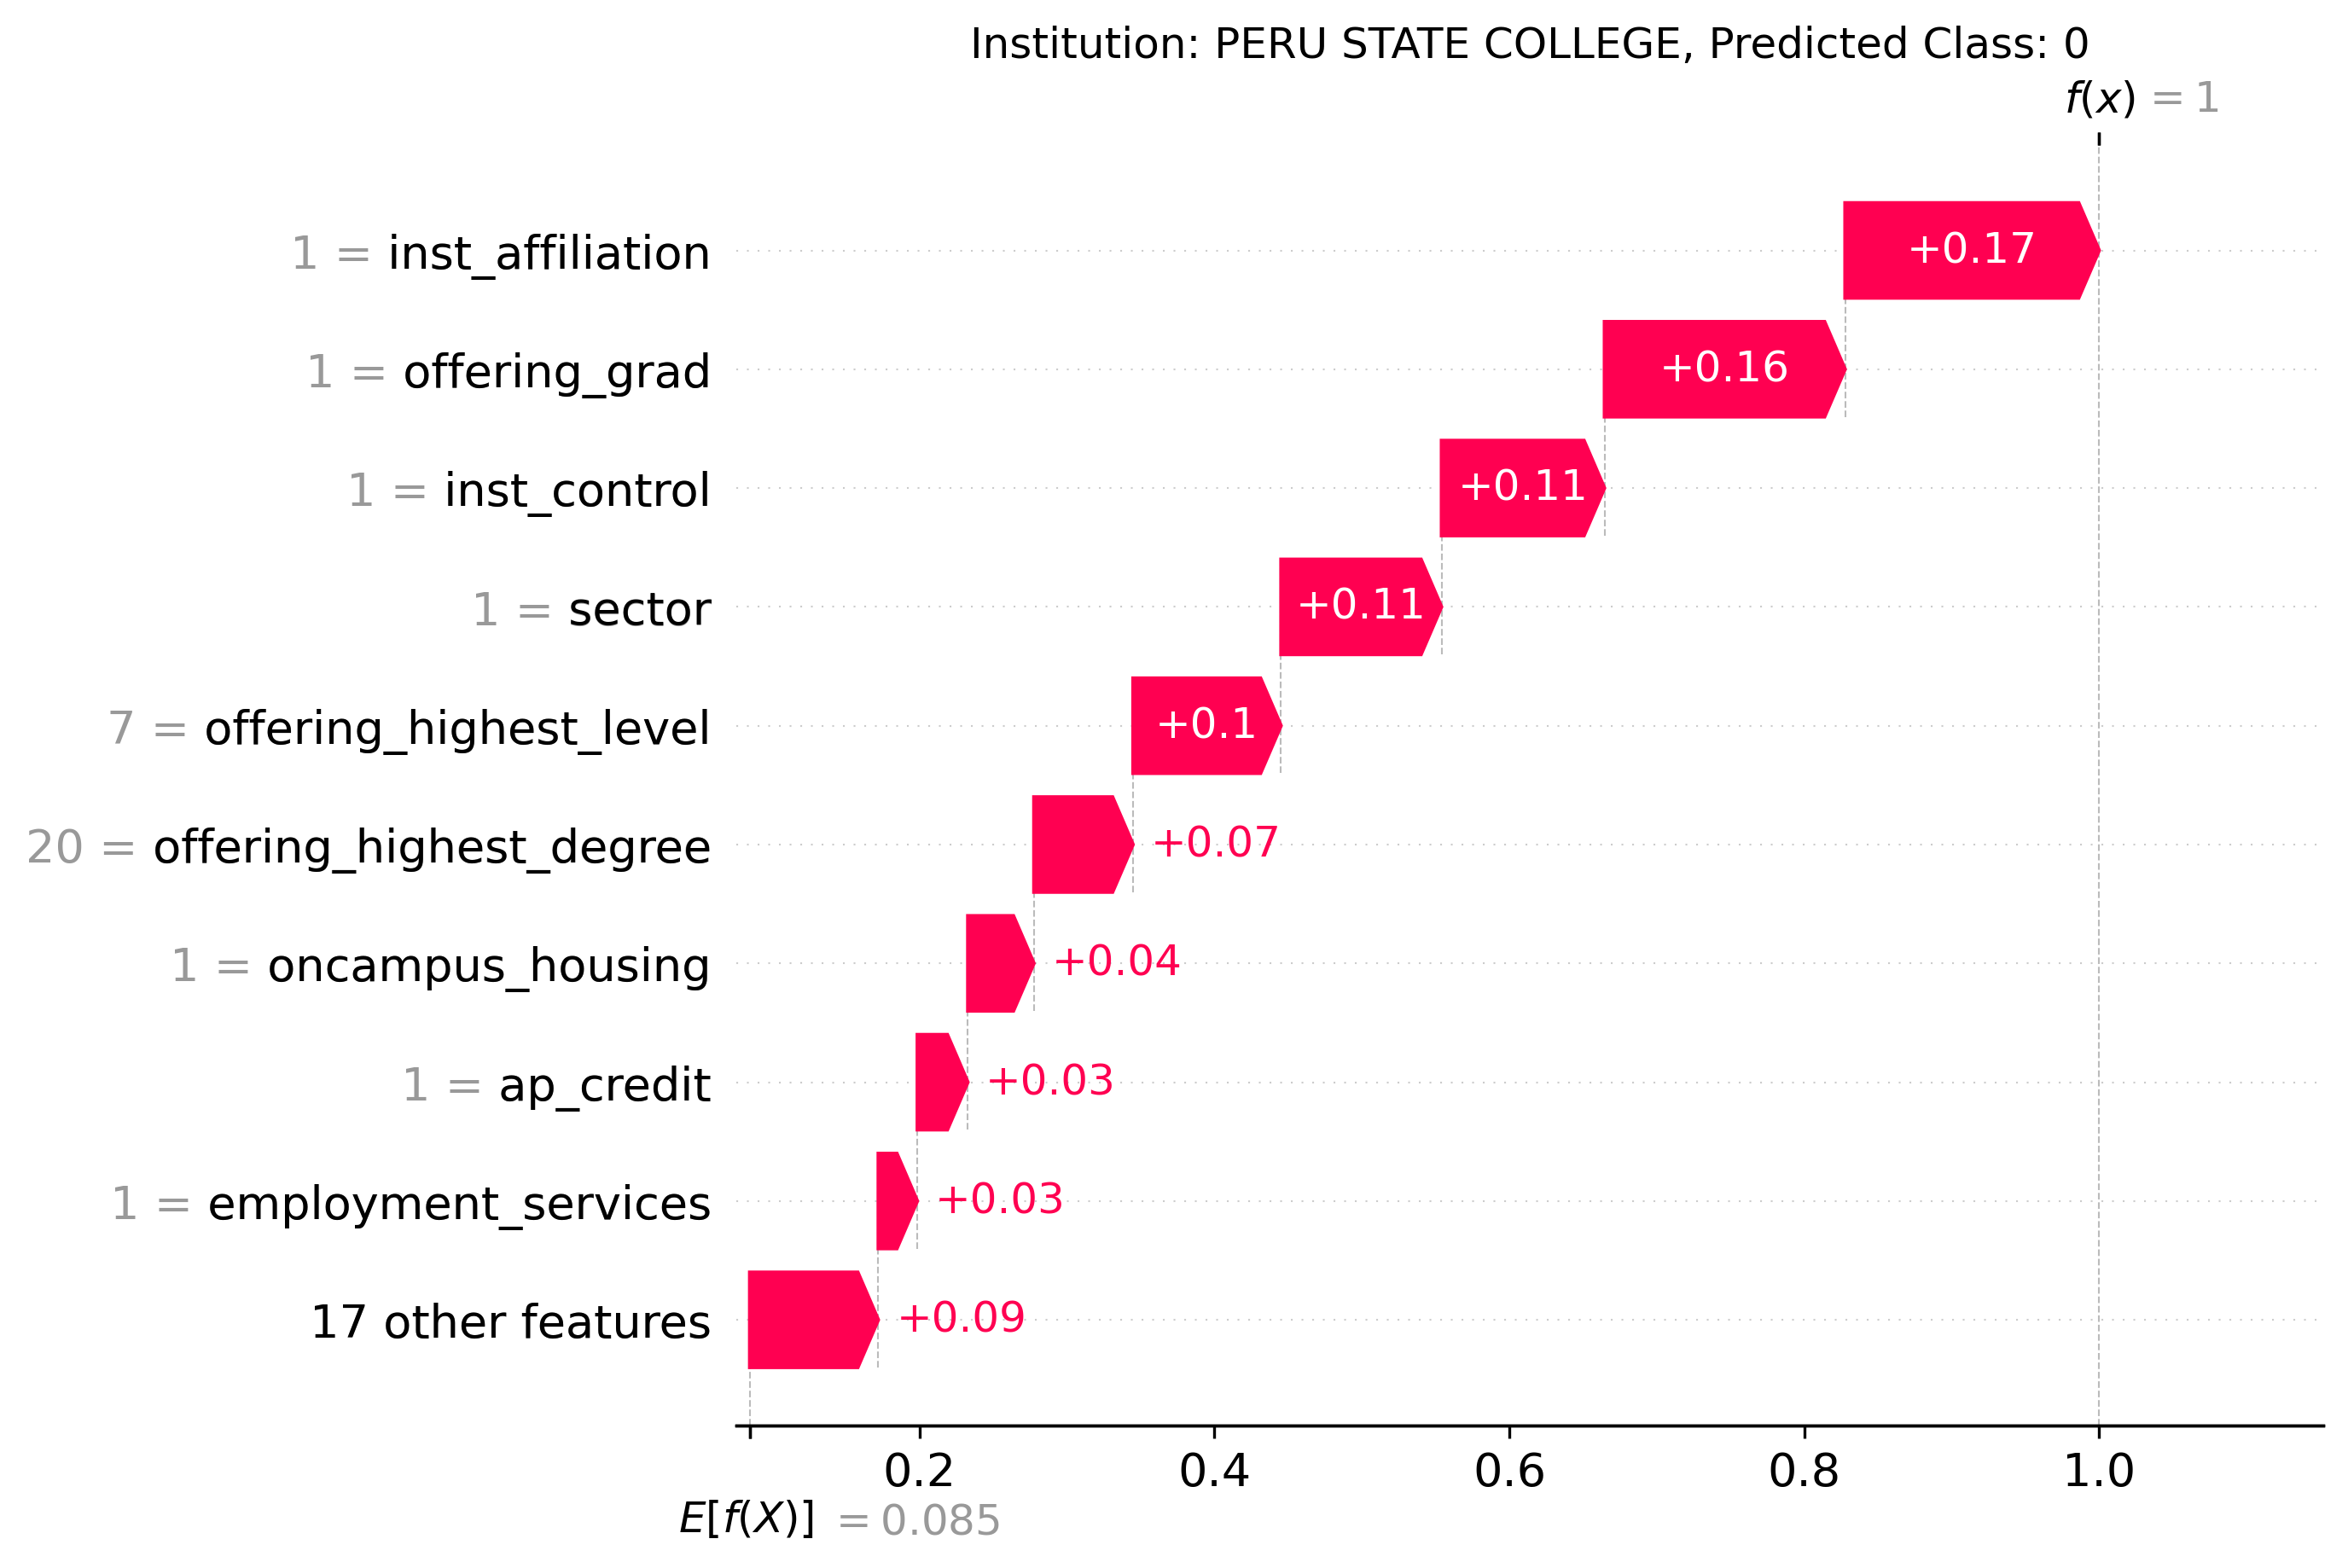 Institution: PERU STATE COLLEGE, Predicted Class: 0
f(x) = 1
1 = inst_affiliation +0.17
1 = offering_grad +0.16
1 = inst_control +0.11
1 = sector +0.11
7 = offering_highest_level +0.1
20 = offering_highest_degree +0.07
1 = oncampus_housing +0.04
1 = ap_credit +0.03
1 = employment_services +0.03
17 other features +0.09
0.2 0.4 0.6 0.8 1.0
E[f(X)] = 0.085